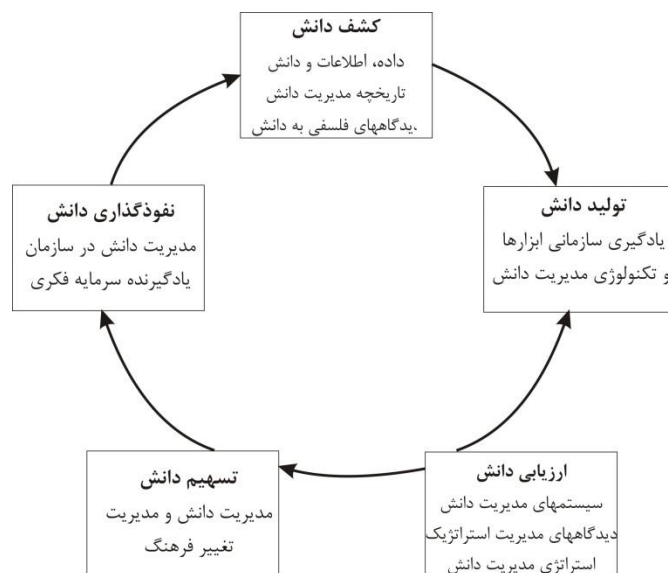 کشف دانش
داده، اطلاعات و دانش
تاریخچه مدیریت دانش
دیدگاههای فلسفی به دانش.
تولید دانش
یادگیری سازمانی ابزارها
و تکنولوژی مدیریت دانش
ارزیابی دانش
سیستمهای مدیریت دانش
دیدگاههای مدیریت استراتژیک
استراتژی مدیریت دانش
تسهیم دانش
مدیریت دانش و مدیریت
تغییر فرهنگ
نفوذگذاری دانش
مدیریت دانش در سازمان
یادگیرنده سرمایه فکری